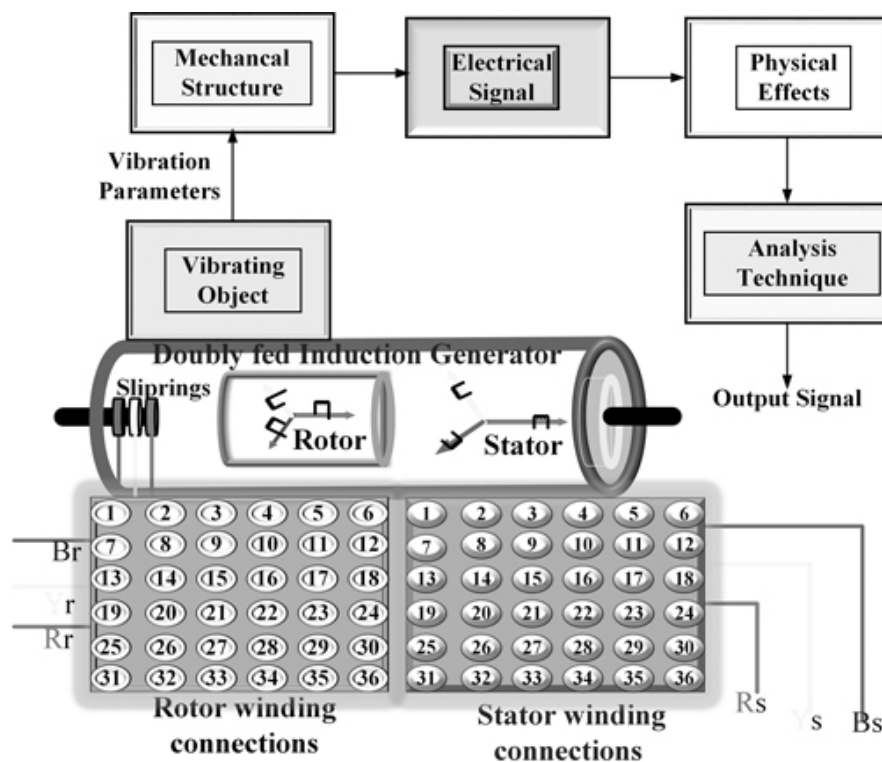 Mechancal
Structure
Electrical
Signal
Physical
Effects
Vibration
Parameters
Vibrating
Object
Analysis
Technique
Output Signal
Doubly fed Induction Generator
Sliprings
Rotor
Stator
1 2 3 4 5 6
7 8 9 10 11 12
13 14 15 16 17 18
19 20 21 22 23 24
25 26 27 28 29 30
31 32 33 34 35 36
Br
Yr
Rr
1 2 3 4 5 6
7 8 9 10 11 12
13 14 15 16 17 18
19 20 21 22 23 24
25 26 27 28 29 30
31 32 33 34 35 36
Rs
Ys
Bs
Rotor winding
connections
Stator winding
connections